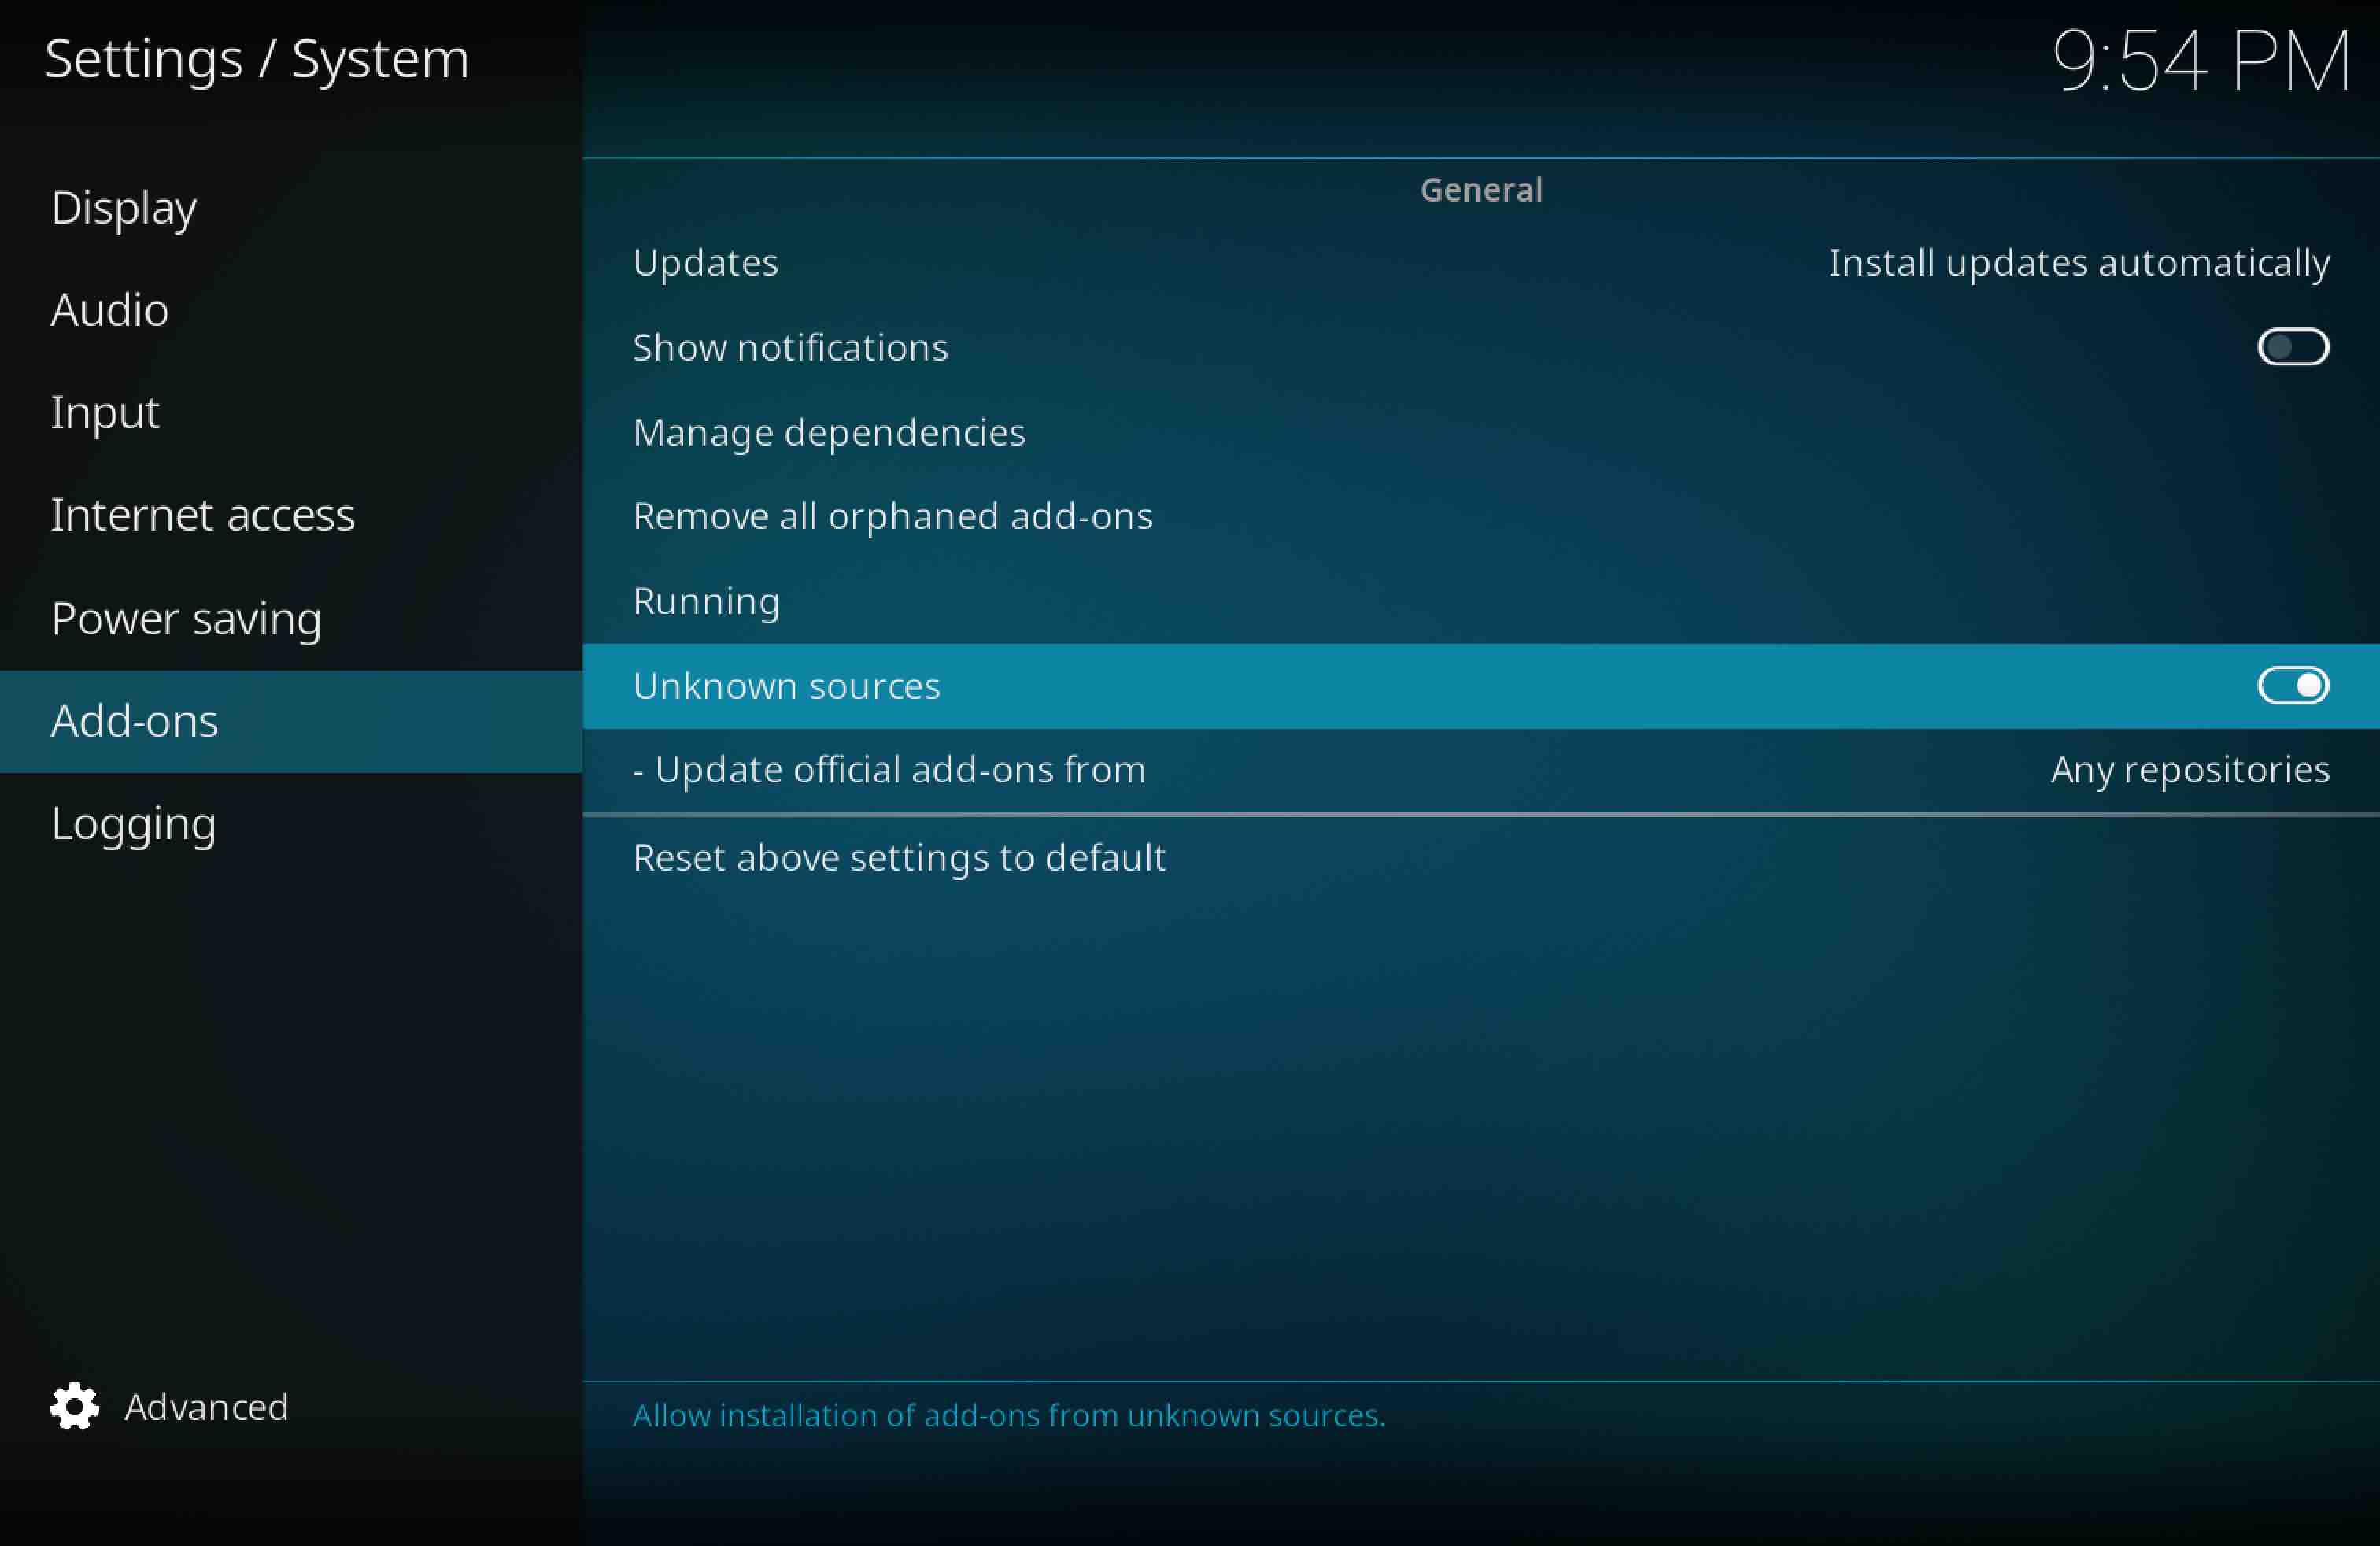 Settings / System
9:54 PM
Display
Audio
Input
Internet access
Power saving
Add-ons
Logging
Advanced
General
Updates Install updates automatically
Show notifications
Manage dependencies
Remove all orphaned add-ons
Running
Unknown sources
- Update official add-ons from Any repositories
Reset above settings to default
Allow installation of add-ons from unknown sources.